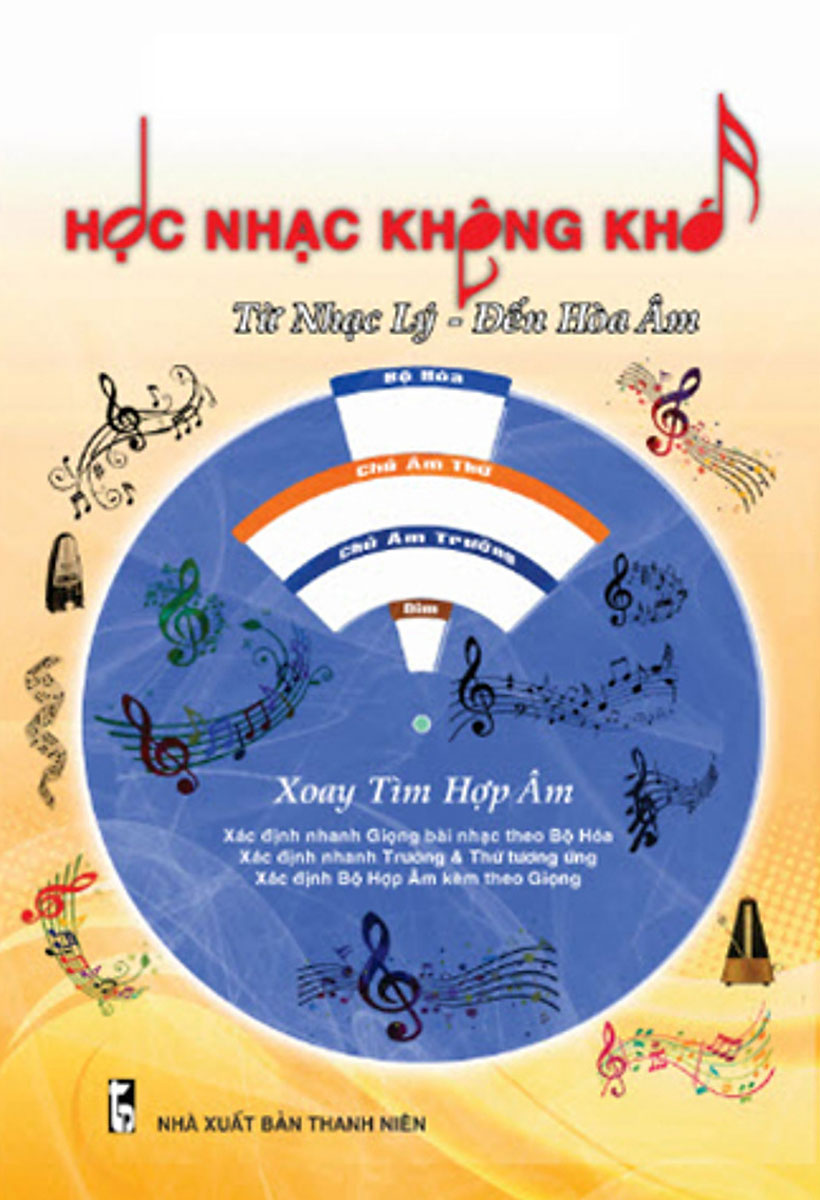 HỌC NHẠC KHÔNG KHÓ
Từ Nhạc Lý - Đến Hòa Âm
Bộ Hóa
Chủ Âm Thứ
Chủ Âm Trưởng
Dim
Xoay Tìm Hợp Âm
Xác định nhanh Giọng bài nhạc theo Bộ Hóa
Xác định nhanh Trưởng & Thứ tương ứng
Xác định Bộ Hợp Âm kèm theo Giọng
NHÀ XUẤT BẢN THANH NIÊN